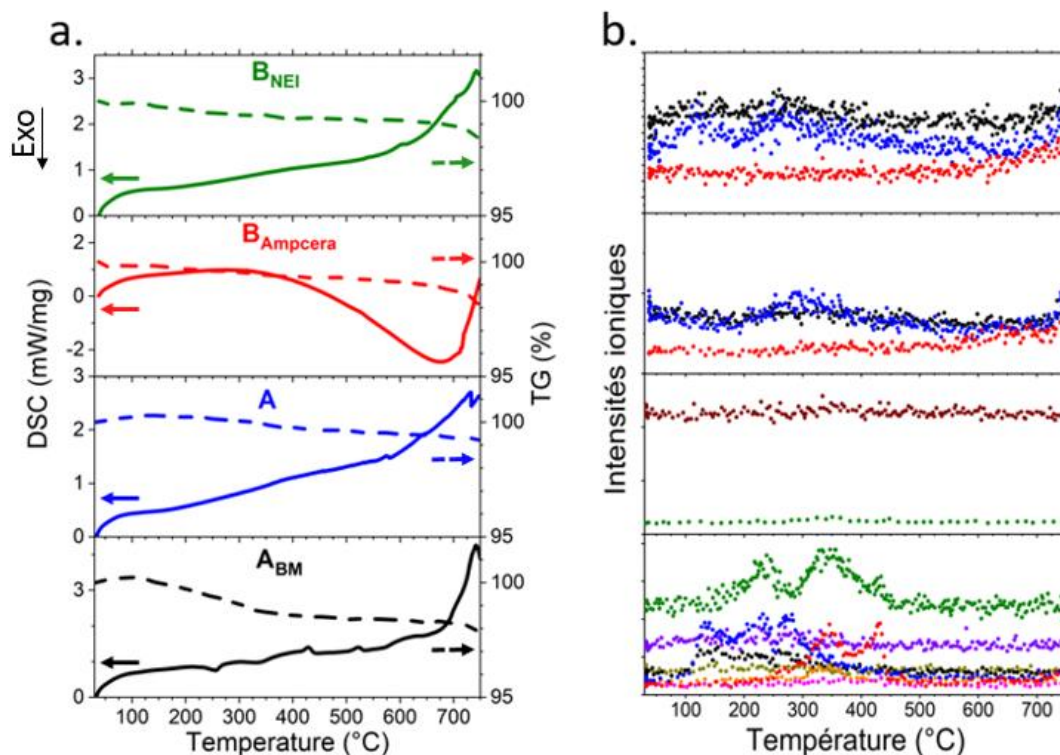 a.
b.
Exo
DSC (mW/mg)
TG (%)
B_NEI
3
2
1
0
100
95
B_Ampcera
2
1
0
-2
3
100
95
A
2
1
0
100
95
A_BM
3
0
100
95
100 200 300 400 500 600 700
Temperature (°C)
Intensités ioniques
100 200 300 400 500 600 700
Température (°C)